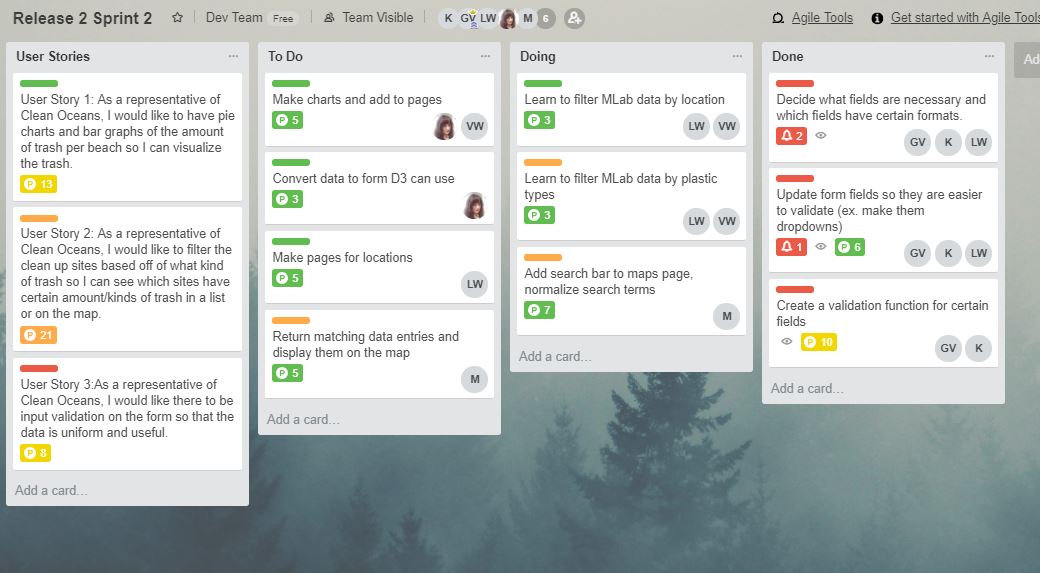 Release 2 Sprint 2
Dev Team Free
Team Visible
K GV LW M 6
Agile Tools
Get started with Agile Tools
User Stories
User Story 1: As a representative of
Clean Oceans, I would like to have pie
charts and bar graphs of the amount
of trash per beach so I can visualize
the trash.
P 13
User Story 2: As a representative of
Clean Oceans, I would like to filter the
clean up sites based off of what kind
of trash so I can see which sites have
certain amount/kinds of trash in a list
or on the map.
P 21
User Story 3:As a representative of
Clean Oceans, I would like there to be
input validation on the form so that the
data is uniform and useful.
P 8
Add a card...
To Do
Make charts and add to pages
P 5
VW
Convert data to form D3 can use
P 3
Make pages for locations
P 5
LW
Return matching data entries and
display them on the map
P 5
M
Add a card...
Doing
Learn to filter MLab data by location
P 3
LW VW
Learn to filter MLab data by plastic
types
P 3
LW VW
Add search bar to maps page,
normalize search terms
P 7
M
Add a card...
Done
Decide what fields are necessary and
which fields have certain formats.
2
GV K LW
Update form fields so they are easier
to validate (ex. make them
dropdowns)
1 P 6
GV K LW
Create a validation function for certain
fields
P 10
GV K
Add a card...
Ad